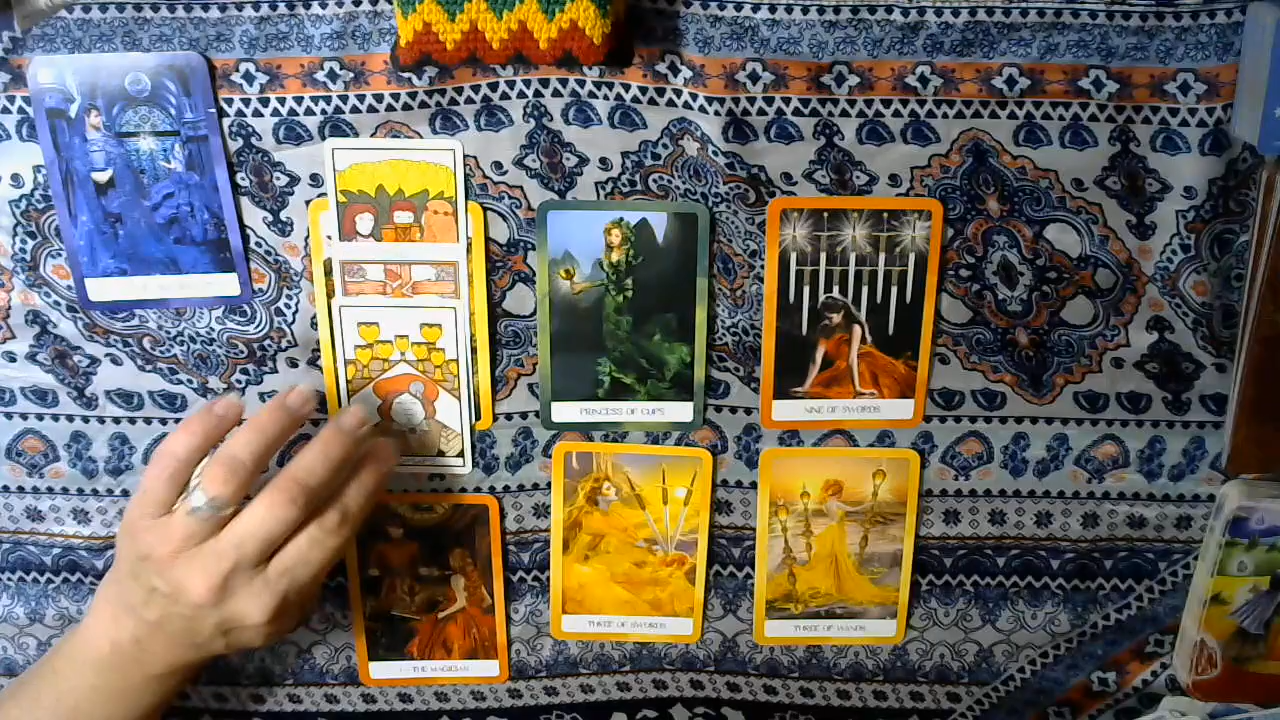 PRINCESS OF CUPS
NINE OF SWORDS
THREE OF SWORDS
THREE OF WANDS
I - THE MAGICIAN